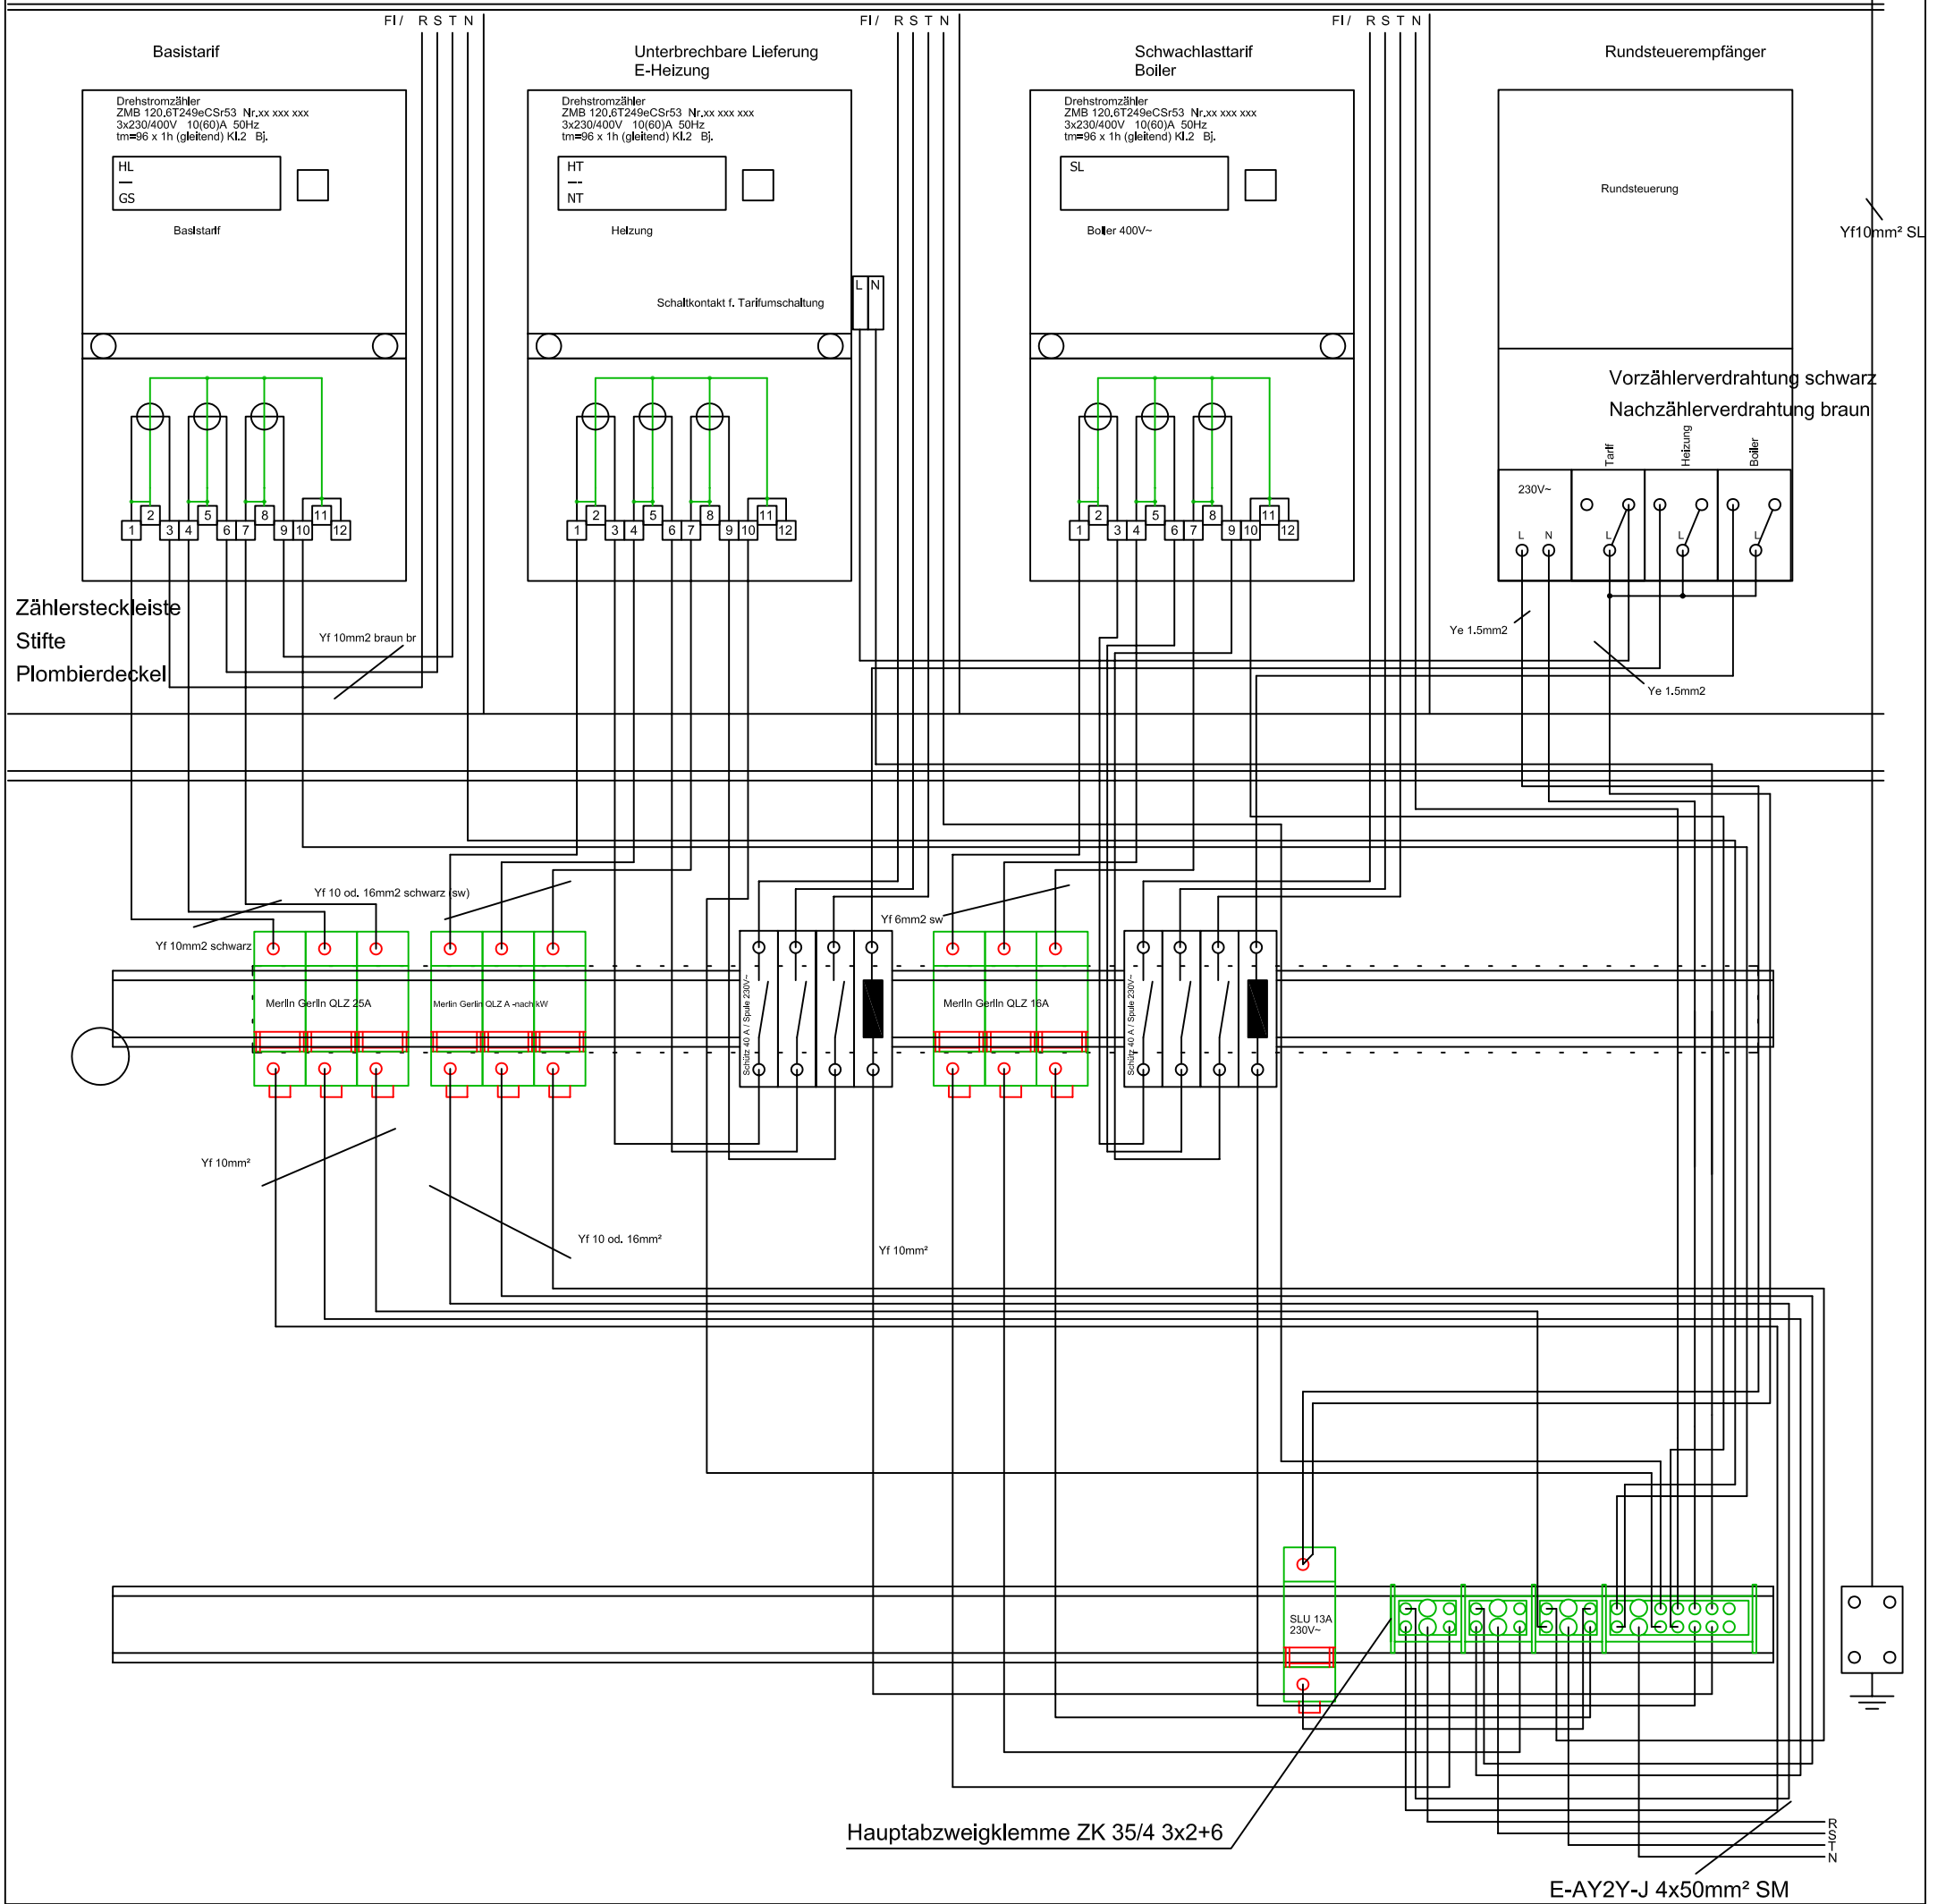 FI / R S T N
FI / R S T N
FI / R S T N
Basistarif
Unterbrechbare Lieferung
E-Heizung
Schwachlasttarif
Boiler
Rundsteuerempfänger
Drehstromzähler
ZMB 120.6T249eCSr53 Nr.xx xxx xxx
3x230/400V 10(60)A 50Hz
tm=96 x 1h (gleitend) Kl.2 Bj.
HL
GS
Basistarif
Drehstromzähler
ZMB 120.6T249eCSr53 Nr.xx xxx xxx
3x230/400V 10(60)A 50Hz
tm=96 x 1h (gleitend) Kl.2 Bj.
HT
NT
Heizung
Schaltkontakt f. Tarifumschaltung
L N
Drehstromzähler
ZMB 120.6T249eCSr53 Nr.xx xxx xxx
3x230/400V 10(60)A 50Hz
tm=96 x 1h (gleitend) Kl.2 Bj.
SL
Boiler 400V~
Rundsteuerung
Yf10mm² SL
Vorzählerverdrahtung schwarz
Nachzählerverdrahtung braun
Tarif
Heizung
Boiler
230V~
L N L L L
1 2 3 4 5 6 7 8 9 10 11 12
1 2 3 4 5 6 7 8 9 10 11 12
1 2 3 4 5 6 7 8 9 10 11 12
Zählersteckleiste
Stifte
Plombierdeckel
Yf 10mm2 braun br
Ye 1.5mm2
Ye 1.5mm2
Yf 10 od. 16mm2 schwarz (sw)
Yf 10mm2 schwarz
Yf 6mm2 sw
Merlin Gerlin QLZ 25A
Merlin Gerlin QLZ A -nach kW
Schütz 40 A / Spule 230V~
Merlin Gerlin QLZ 16A
Schütz 40 A / Spule 230V~
Yf 10mm²
Yf 10 od. 16mm²
Yf 10mm²
SLU 13A
230V~
Hauptabzweigklemme ZK 35/4 3x2+6
R
S
T
N
E-AY2Y-J 4x50mm² SM